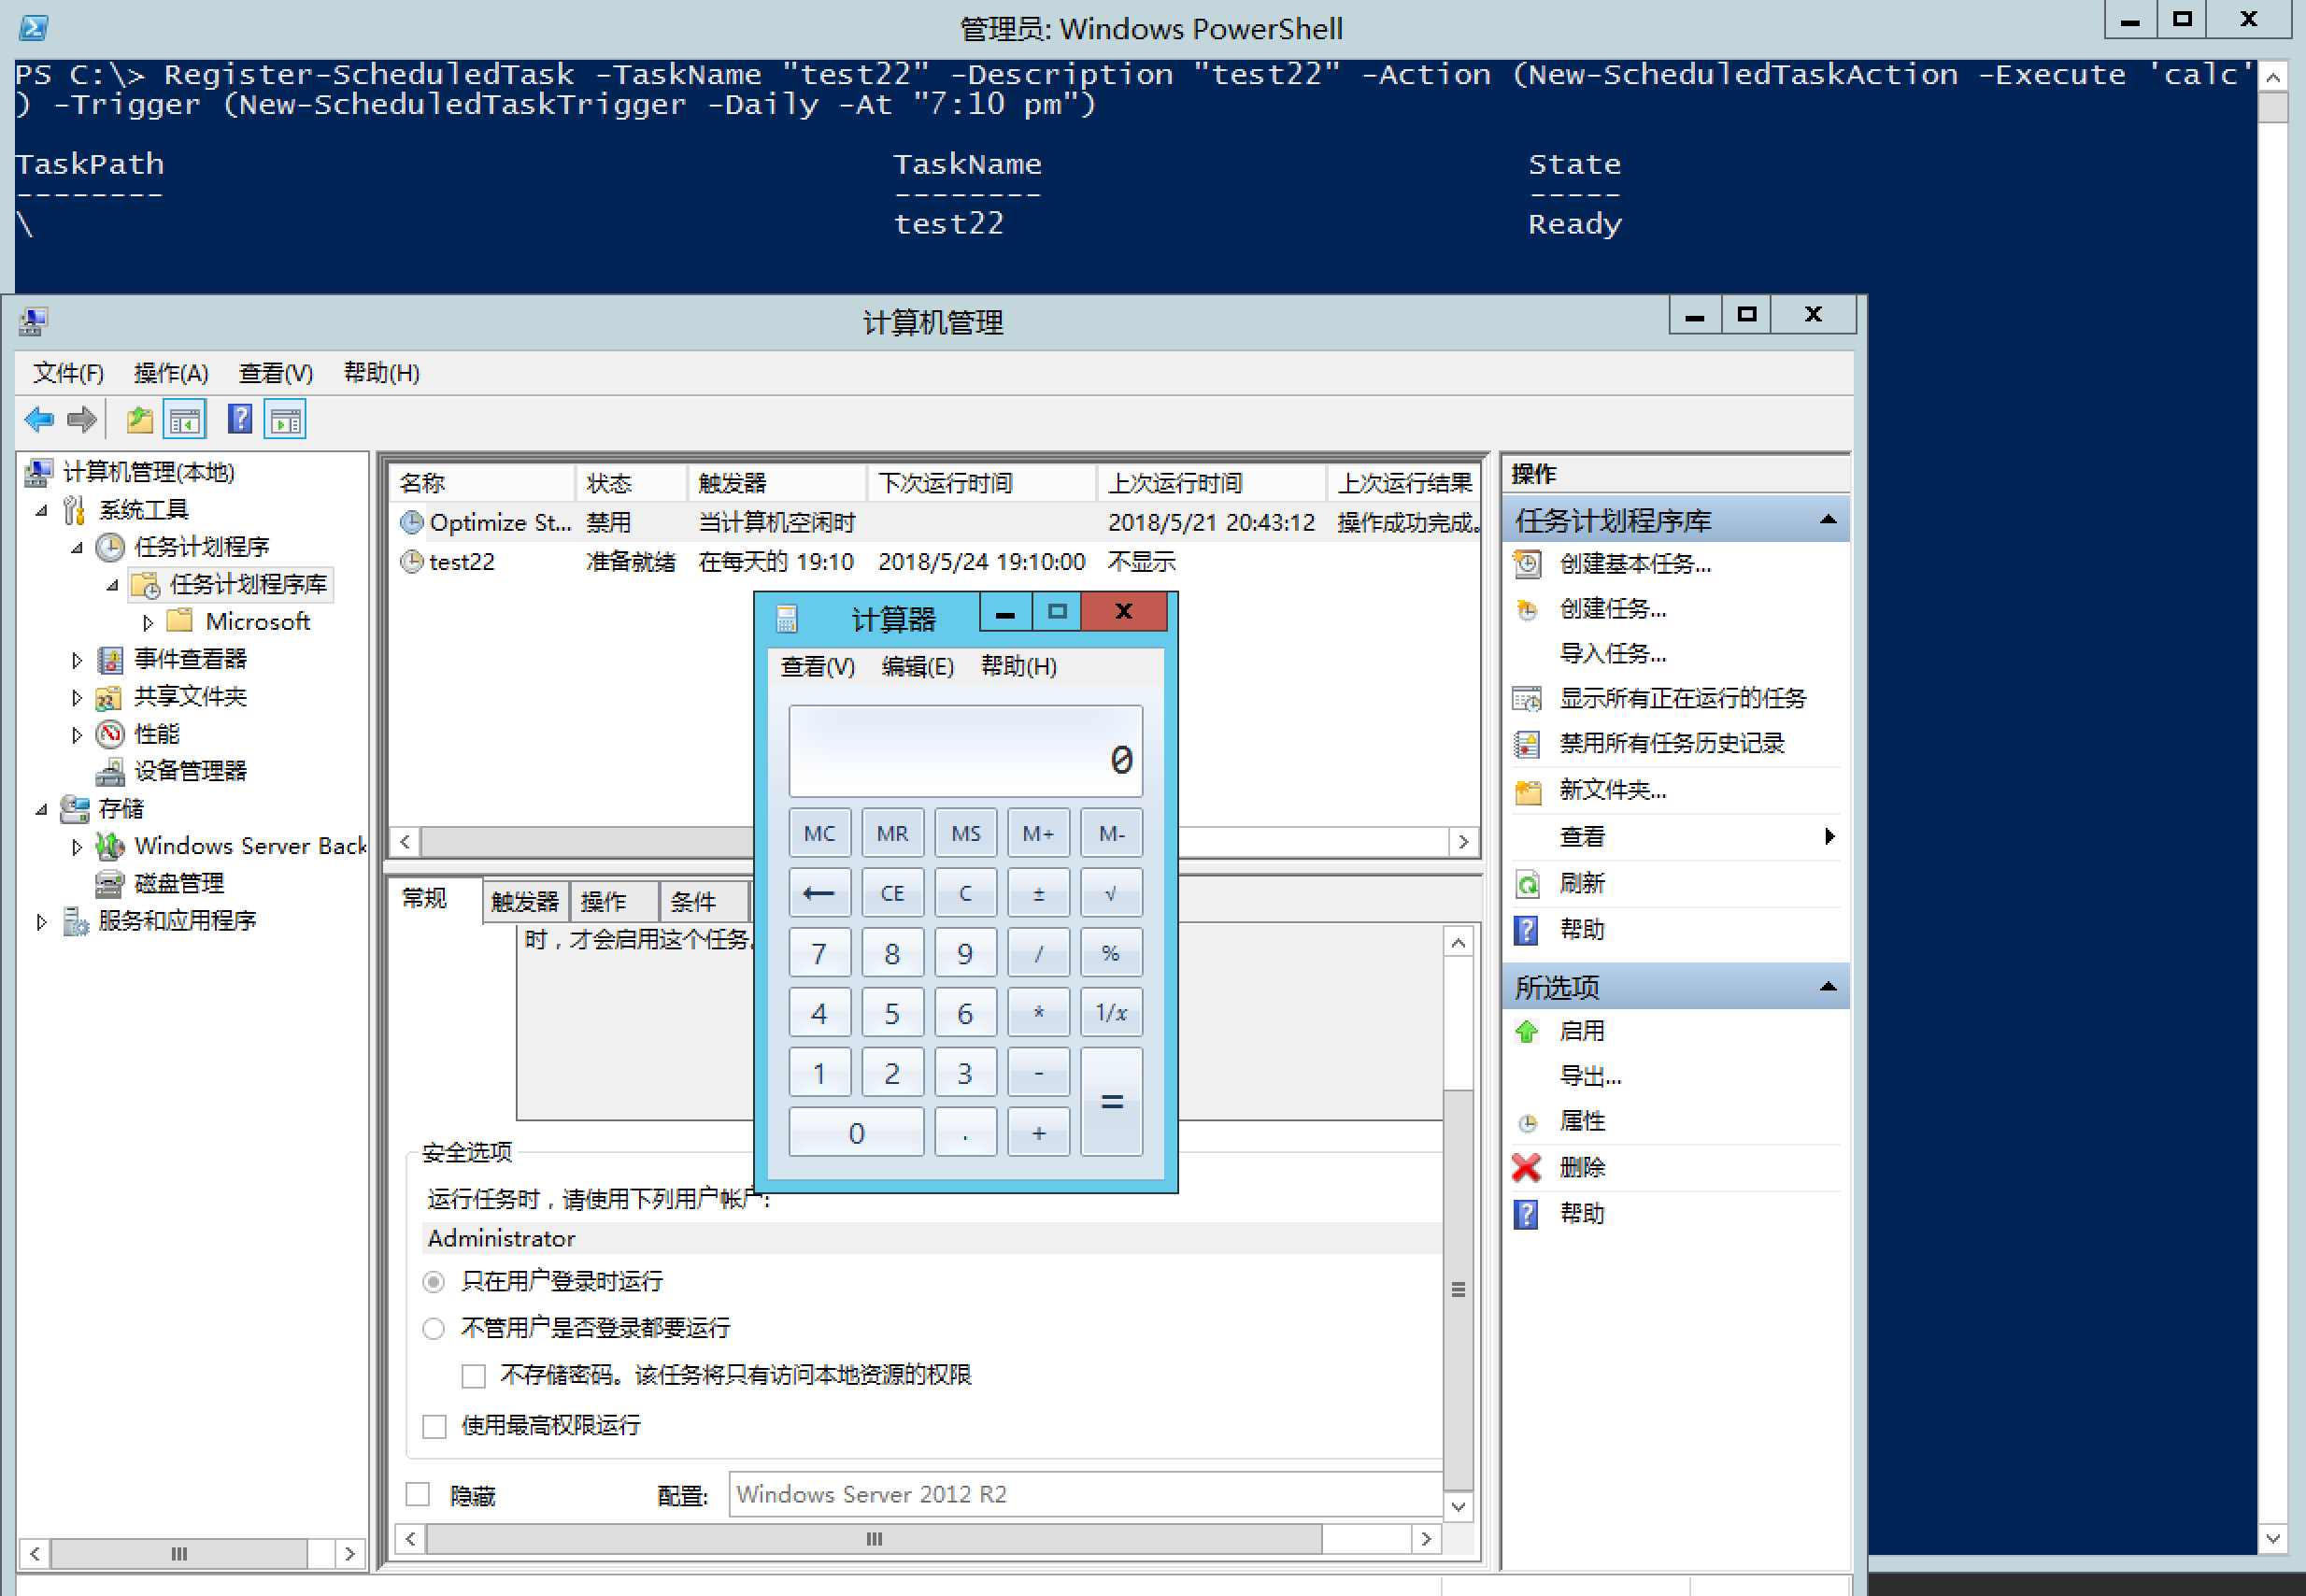 管理员: Windows PowerShell
PS C:\> Register-ScheduledTask -TaskName "test22" -Description "test22" -Action (New-ScheduledTaskAction -Execute 'calc'
) -Trigger (New-ScheduledTaskTrigger -Daily -At "7:10 pm")
TaskPath TaskName State
-------- -------- -----
\ test22 Ready
计算机管理
文件(F) 操作(A) 查看(V) 帮助(H)
计算机管理(本地)
系统工具
任务计划程序
任务计划程序库
Microsoft
事件查看器
共享文件夹
性能
设备管理器
存储
Windows Server Back
磁盘管理
服务和应用程序
名称 状态 触发器 下次运行时间 上次运行时间 上次运行结果
Optimize St... 禁用 当计算机空闲时 2018/5/21 20:43:12 操作成功完成。
test22 准备就绪 在每天的 19:10 2018/5/24 19:10:00 不显示
计算器
查看(V) 编辑(E) 帮助(H)
0
MC MR MS M+ M-
← CE C ± √
7 8 9 / %
4 5 6 * 1/x
1 2 3 - =
0 . +
常规 触发器 操作 条件
时，才会启用这个任务。
安全选项
运行任务时，请使用下列用户帐户:
Administrator
只在用户登录时运行
不管用户是否登录都要运行
不存储密码。该任务将只有访问本地资源的权限
使用最高权限运行
隐藏 配置: Windows Server 2012 R2
操作
任务计划程序库
创建基本任务...
创建任务...
导入任务...
显示所有正在运行的任务
禁用所有任务历史记录
新文件夹...
查看
刷新
帮助
所选项
启用
导出...
属性
删除
帮助